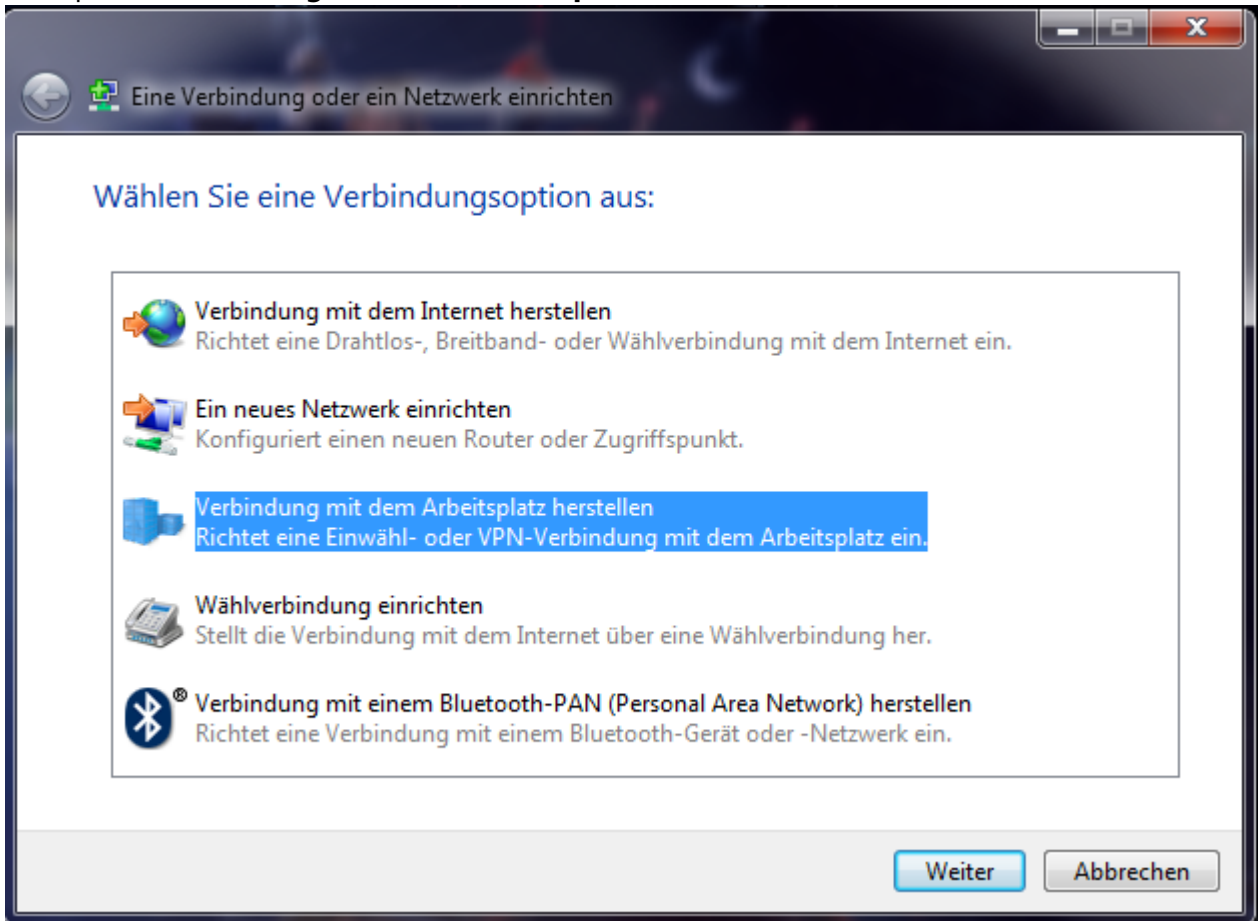 Eine Verbindung oder ein Netzwerk einrichten
Wählen Sie eine Verbindungsoption aus:
Verbindung mit dem Internet herstellen
Richtet eine Drahtlos-, Breitband- oder Wählverbindung mit dem Internet ein.
Ein neues Netzwerk einrichten
Konfiguriert einen neuen Router oder Zugriffspunkt.
Verbindung mit dem Arbeitsplatz herstellen
Richtet eine Einwähl- oder VPN-Verbindung mit dem Arbeitsplatz ein.
Wählverbindung einrichten
Stellt die Verbindung mit dem Internet über eine Wählverbindung her.
® Verbindung mit einem Bluetooth-PAN (Personal Area Network) herstellen
Richtet eine Verbindung mit einem Bluetooth-Gerät oder -Netzwerk ein.
Weiter Abbrechen